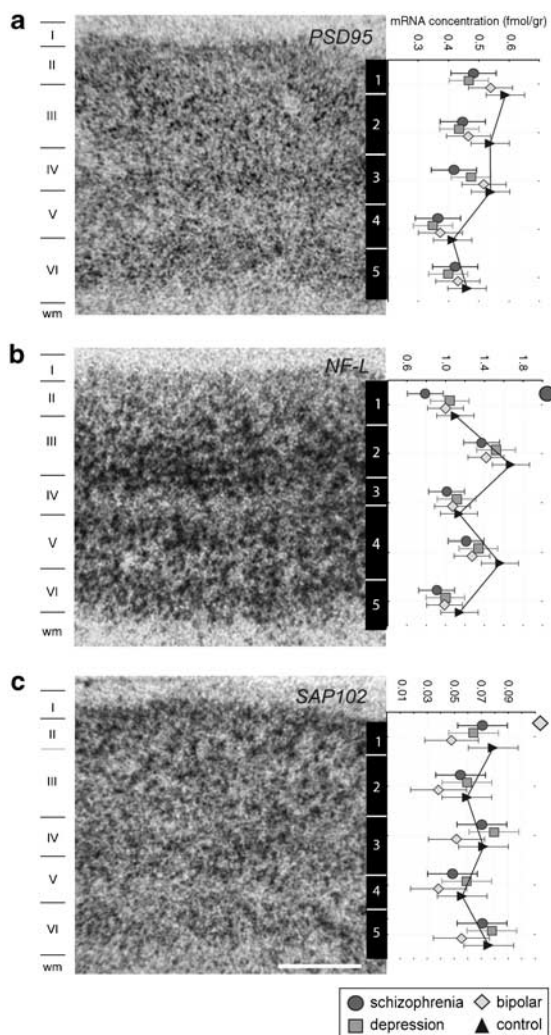 a
PSD95
mRNA concentration (fmol/gr)
0.3 0.4 0.5 0.6
I
II
III
IV
V
VI
wm
1
2
3
4
5
b
NF-L
0.6 1.0 1.4 1.8
I
II
III
IV
V
VI
wm
1
2
3
4
5
c
SAP102
0.01 0.03 0.05 0.07 0.09
I
II
III
IV
V
VI
wm
1
2
3
4
5
schizophrenia bipolar
depression control